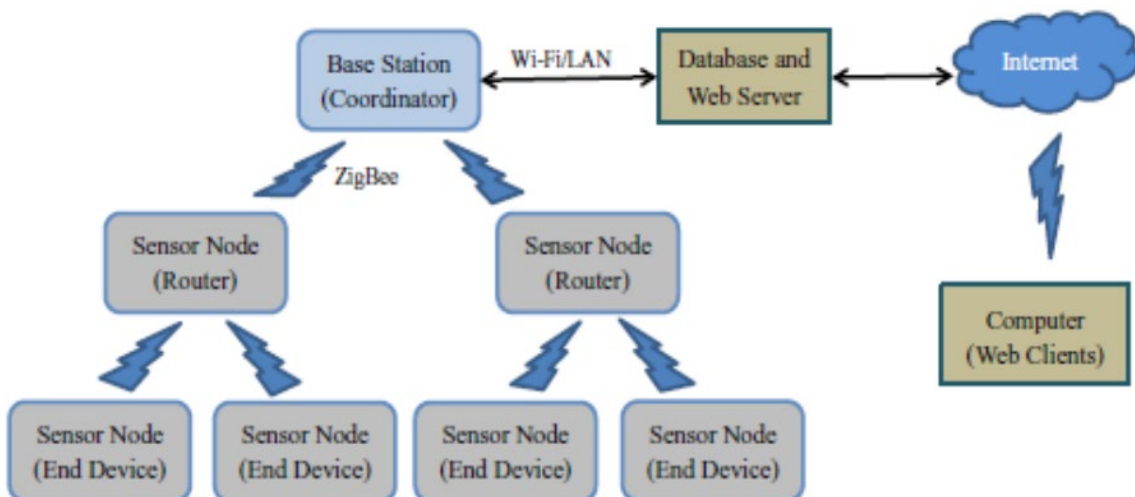 Base Station
(Coordinator)
Wi-Fi/LAN
Database and
Web Server
Internet
ZigBee
Sensor Node
(Router)
Sensor Node
(Router)
Computer
(Web Clients)
Sensor Node
(End Device)
Sensor Node
(End Device)
Sensor Node
(End Device)
Sensor Node
(End Device)